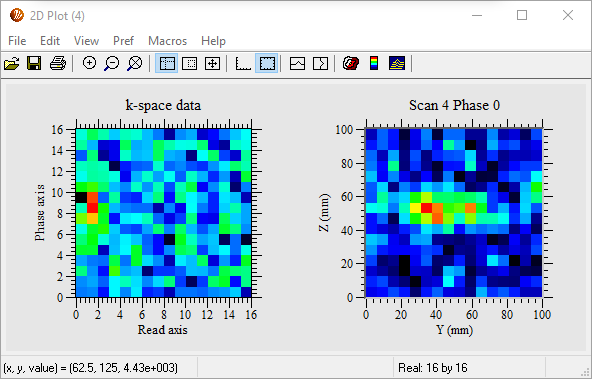 2D Plot (4)
File Edit View Pref Macros Help
k-space data
16
14
12
10
8
6
4
2
0
Phase axis
0 2 4 6 8 10 12 14 16
Read axis
Scan 4 Phase 0
100
80
60
40
20
0
Z (mm)
0 20 40 60 80 100
Y (mm)
(x, y, value) = (62.5, 125, 4.43e+003)
Real: 16 by 16